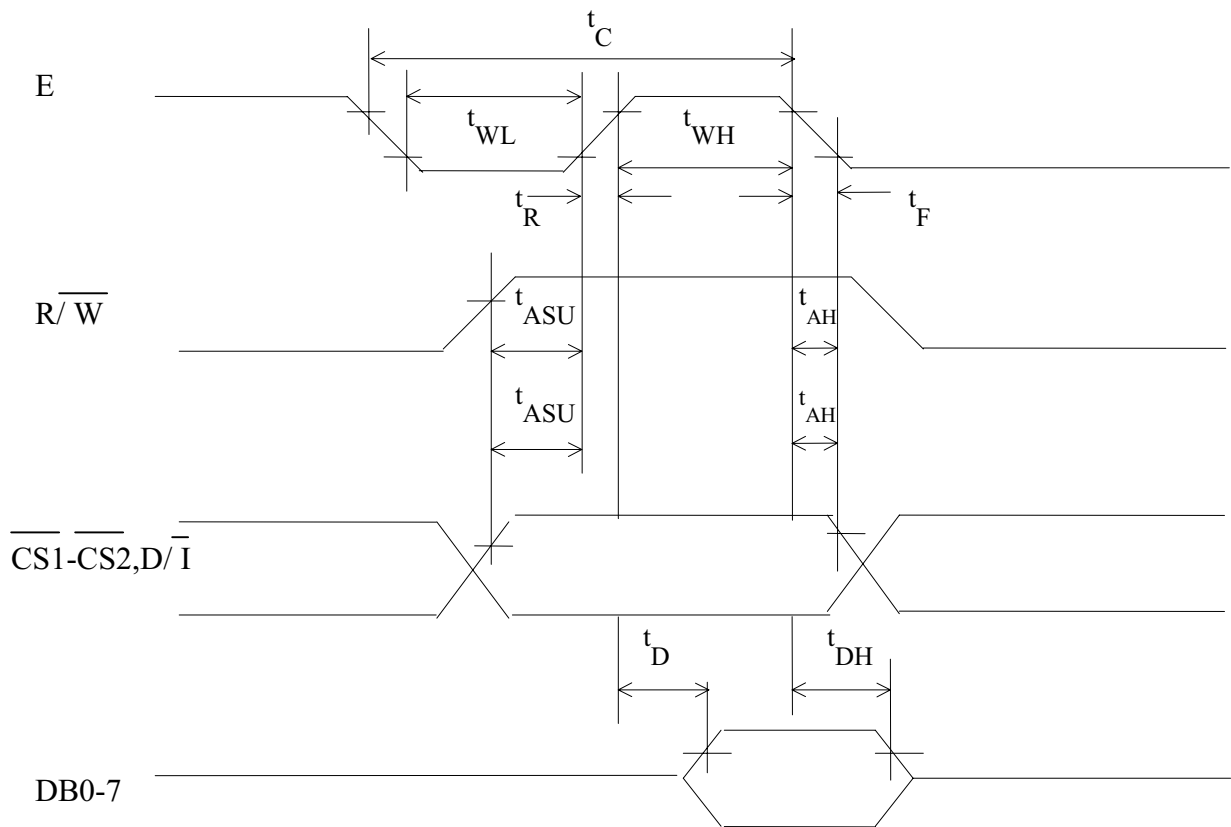 t_C
E
t_WL
t_WH
t_R
t_F
R/W̅
t_ASU
t_AH
t_ASU
t_AH
C̅S̅1̅-C̅S̅2̅,D/I̅
t_D
t_DH
DB0-7